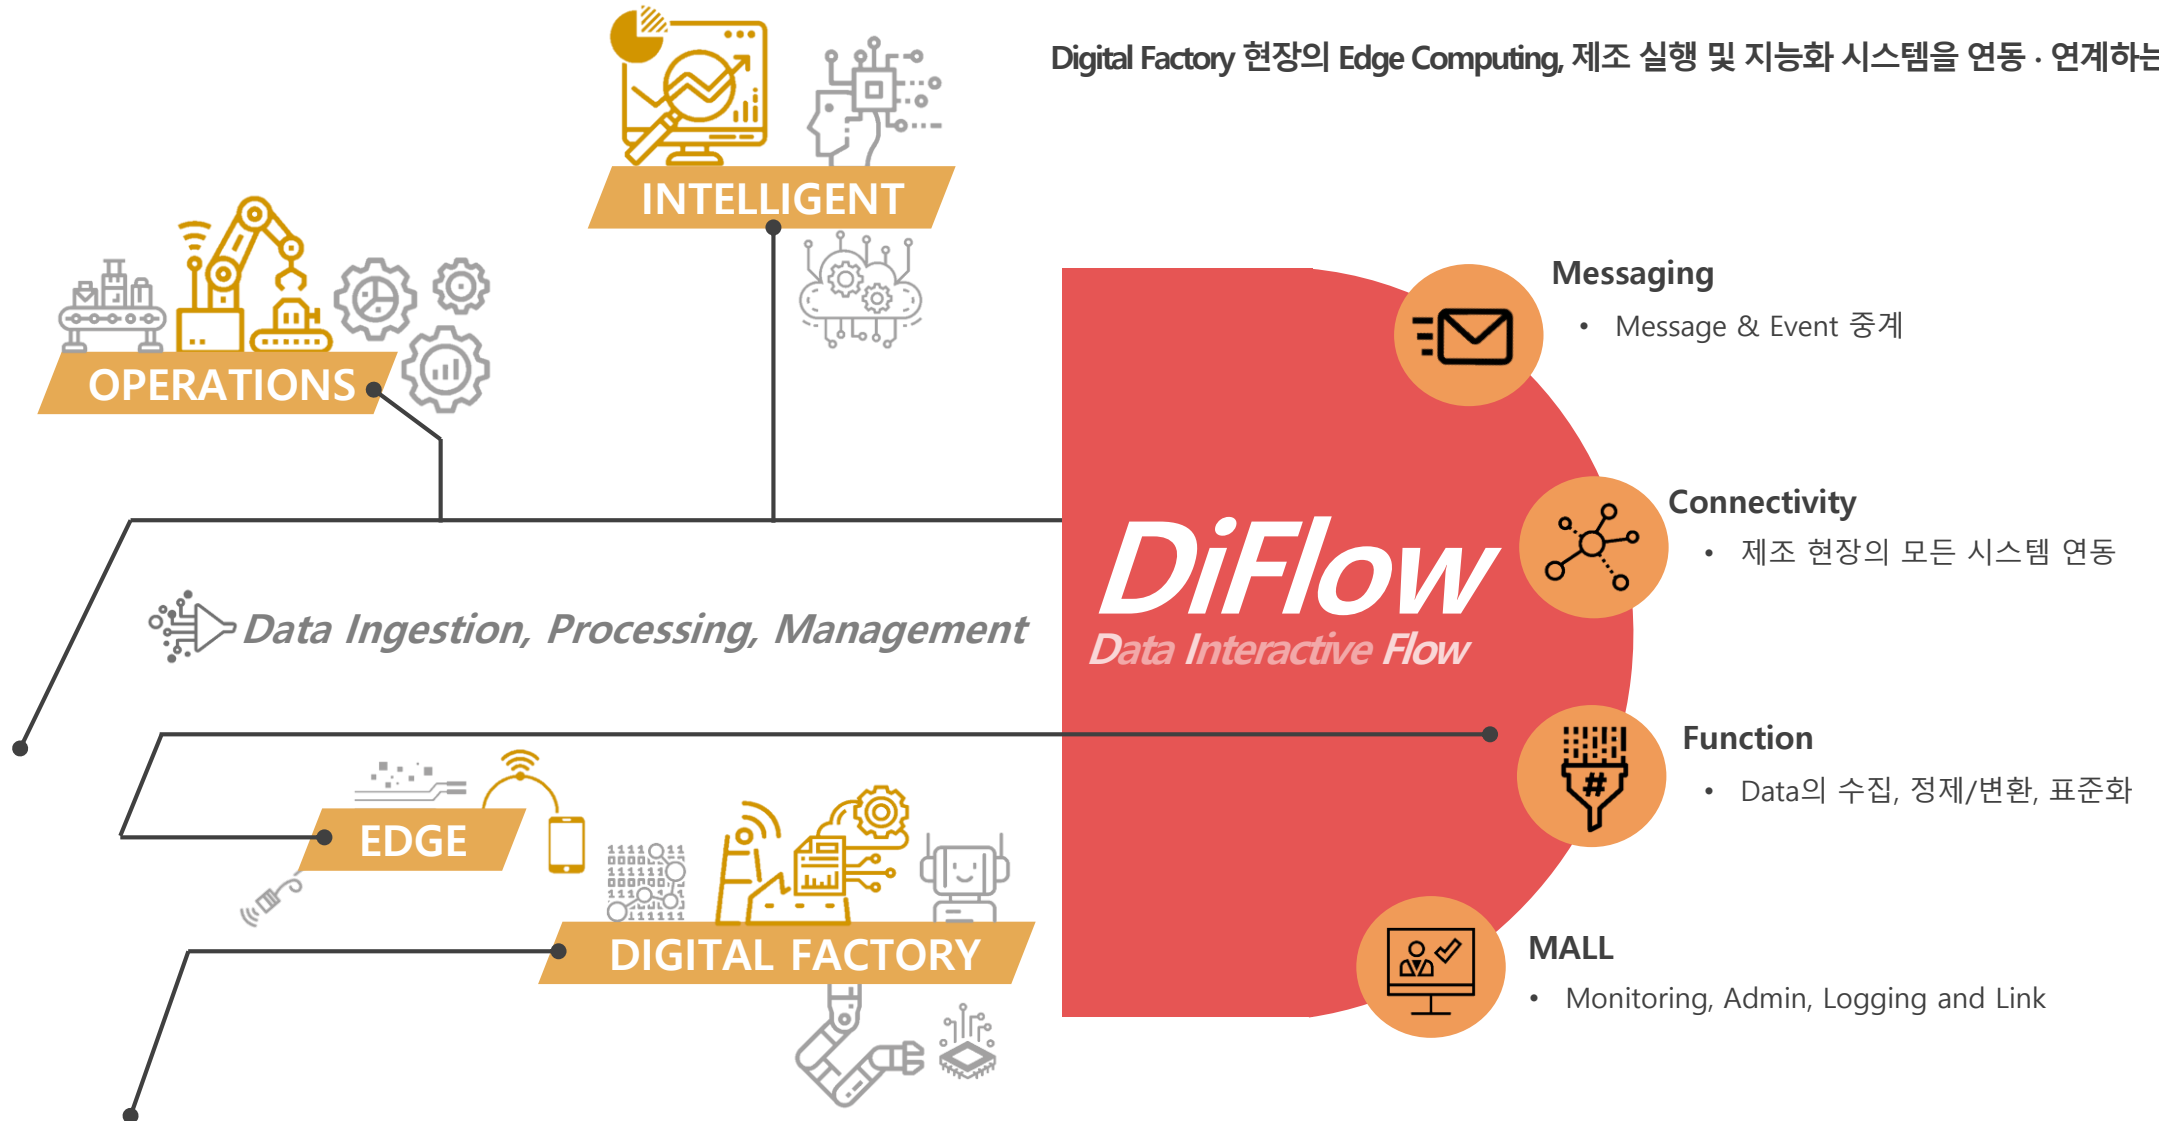 Digital Factory 현장의 Edge Computing, 제조 실행 및 지능화 시스템을 연동 · 연계하는
INTELLIGENT
OPERATIONS
Data Ingestion, Processing, Management
EDGE
DIGITAL FACTORY
DiFlow
Data Interactive Flow
Messaging
• Message & Event 중계
Connectivity
• 제조 현장의 모든 시스템 연동
Function
• Data의 수집, 정제/변환, 표준화
MALL
• Monitoring, Admin, Logging and Link